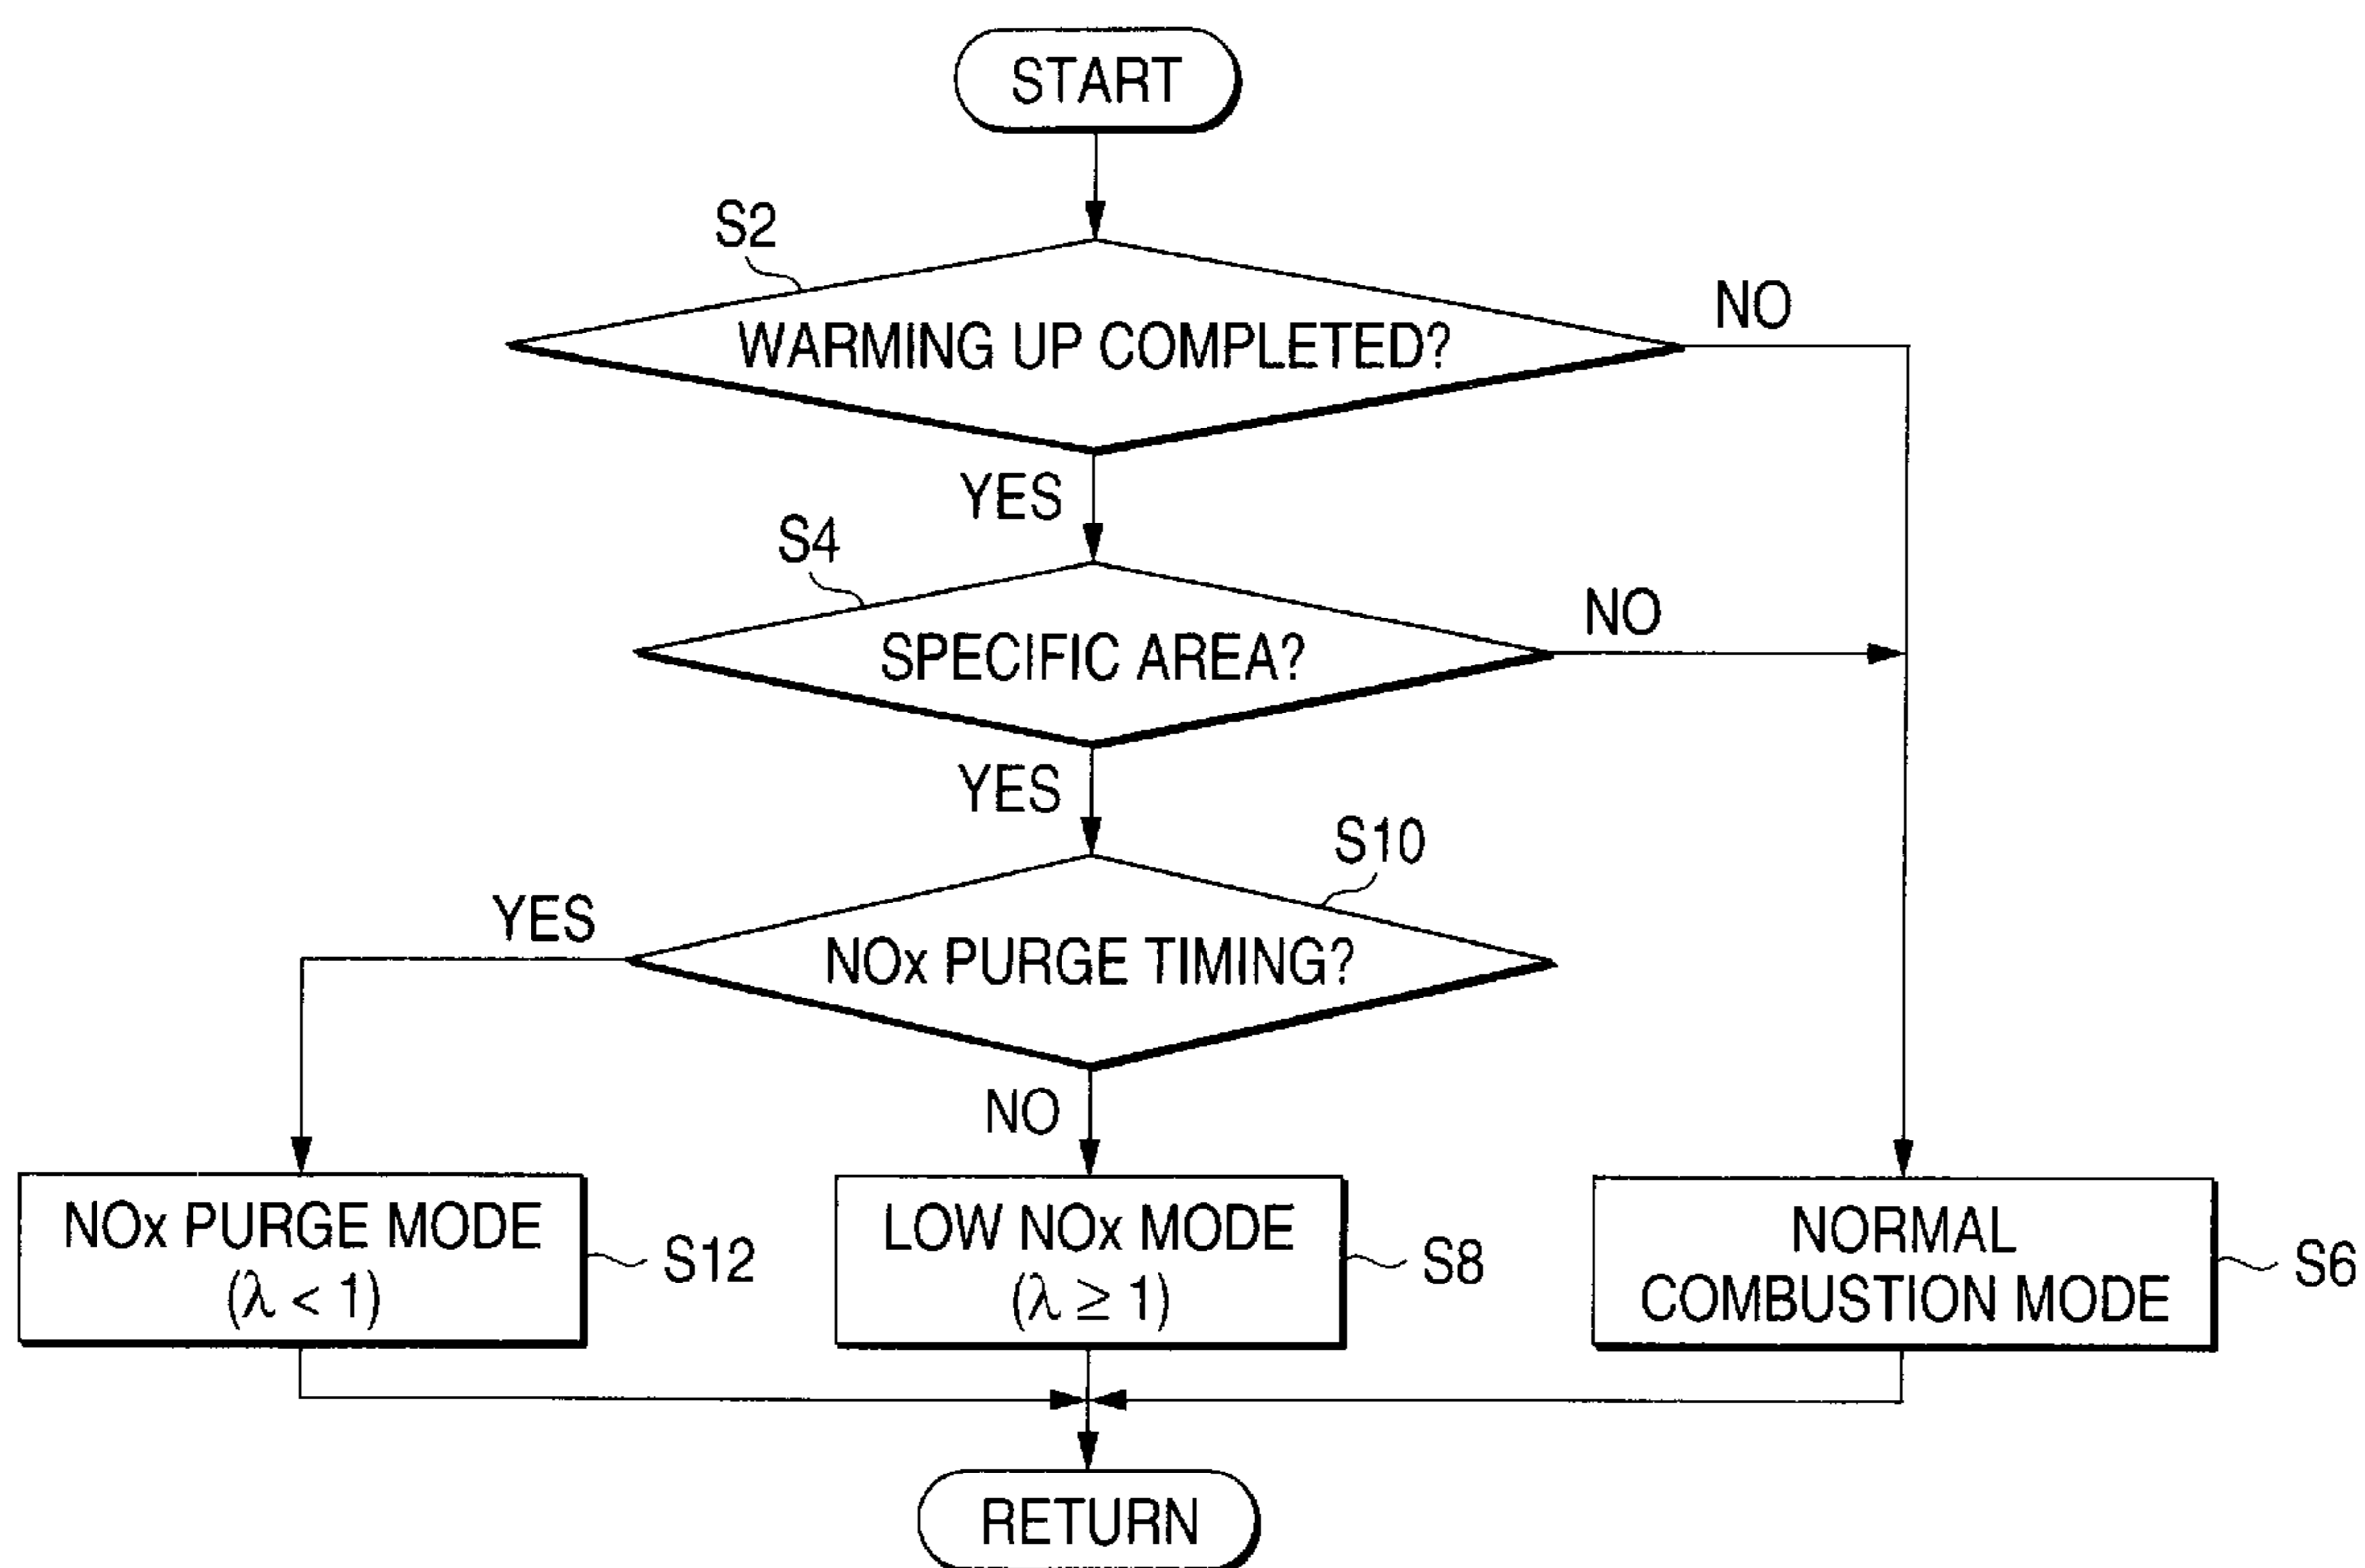 START
S2
NO
WARMING UP COMPLETED?
YES
S4
NO
SPECIFIC AREA?
YES
S10
YES
NOx PURGE TIMING?
NO
NOx PURGE MODE
(λ < 1)
S12
LOW NOx MODE
(λ ≥ 1)
S8
NORMAL
COMBUSTION MODE
S6
RETURN